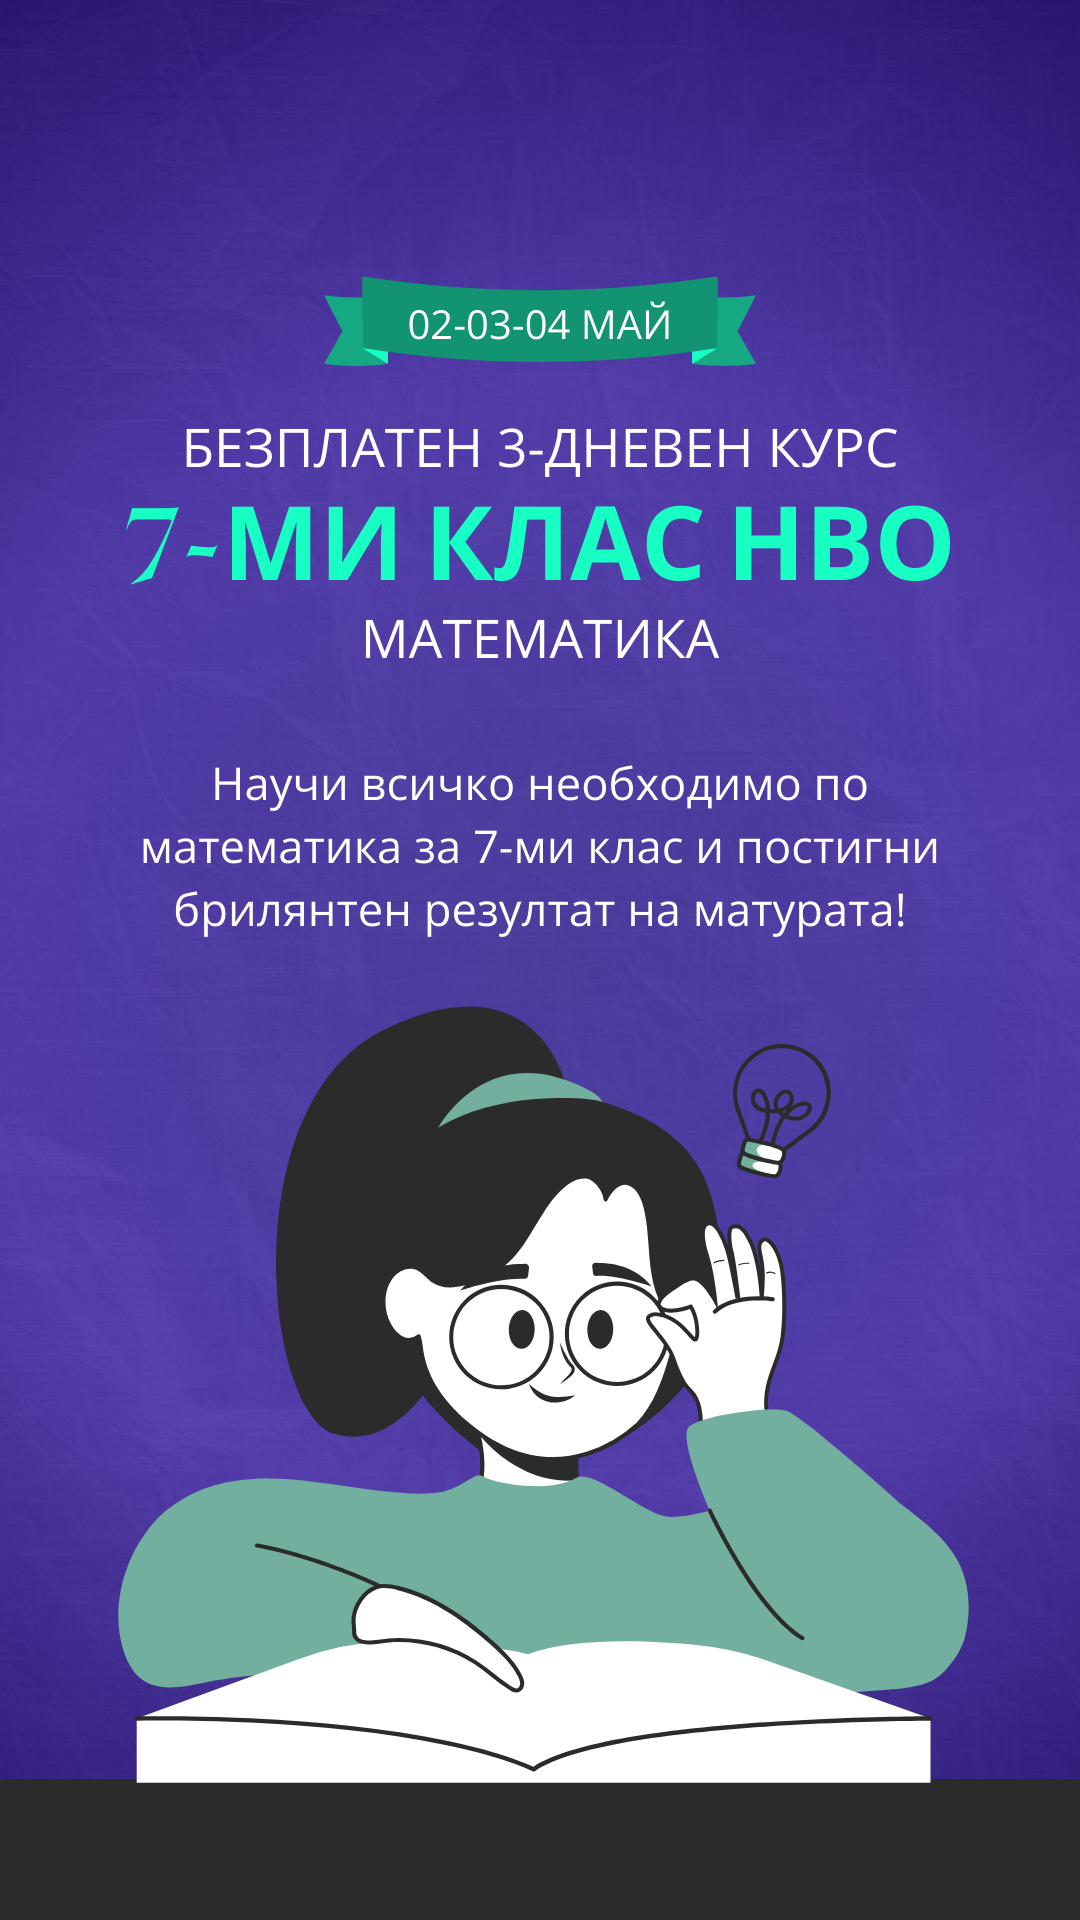 02-03-04 МАЙ
БЕЗПЛАТЕН 3-ДНЕВЕН КУРС
7-МИ КЛАС НВО
МАТЕМАТИКА
Научи всичко необходимо по
математика за 7-ми клас и постигни
брилянтен резултат на матурата!